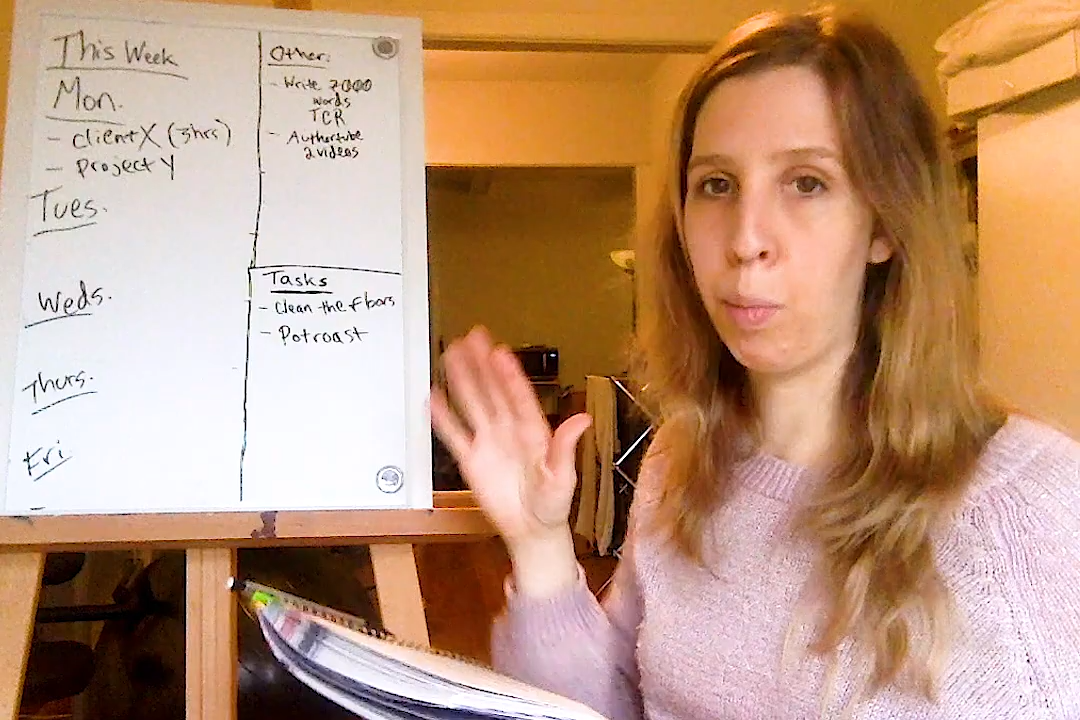 This Week
Mon.
- Client X (3hrs)
- Project Y
Tues.
Weds.
Thurs.
Fri
Other:
- Write 7000
words
TCR
- Authortube
2 videos
Tasks
- Clean the floors
- Potroast